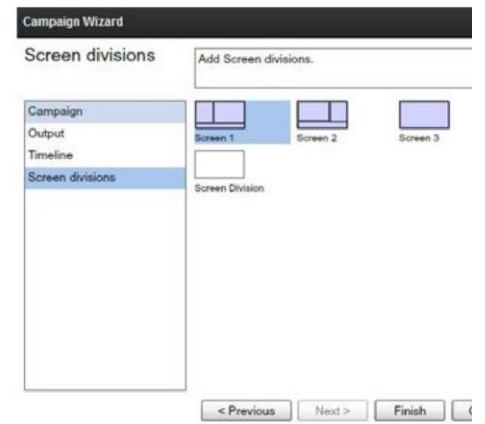 Campaign Wizard
Screen divisions
Add Screen divisions.
Campaign
Output
Timeline
Screen divisions
Screen 1
Screen 2
Screen 3
Screen Division
< Previous
Next >
Finish